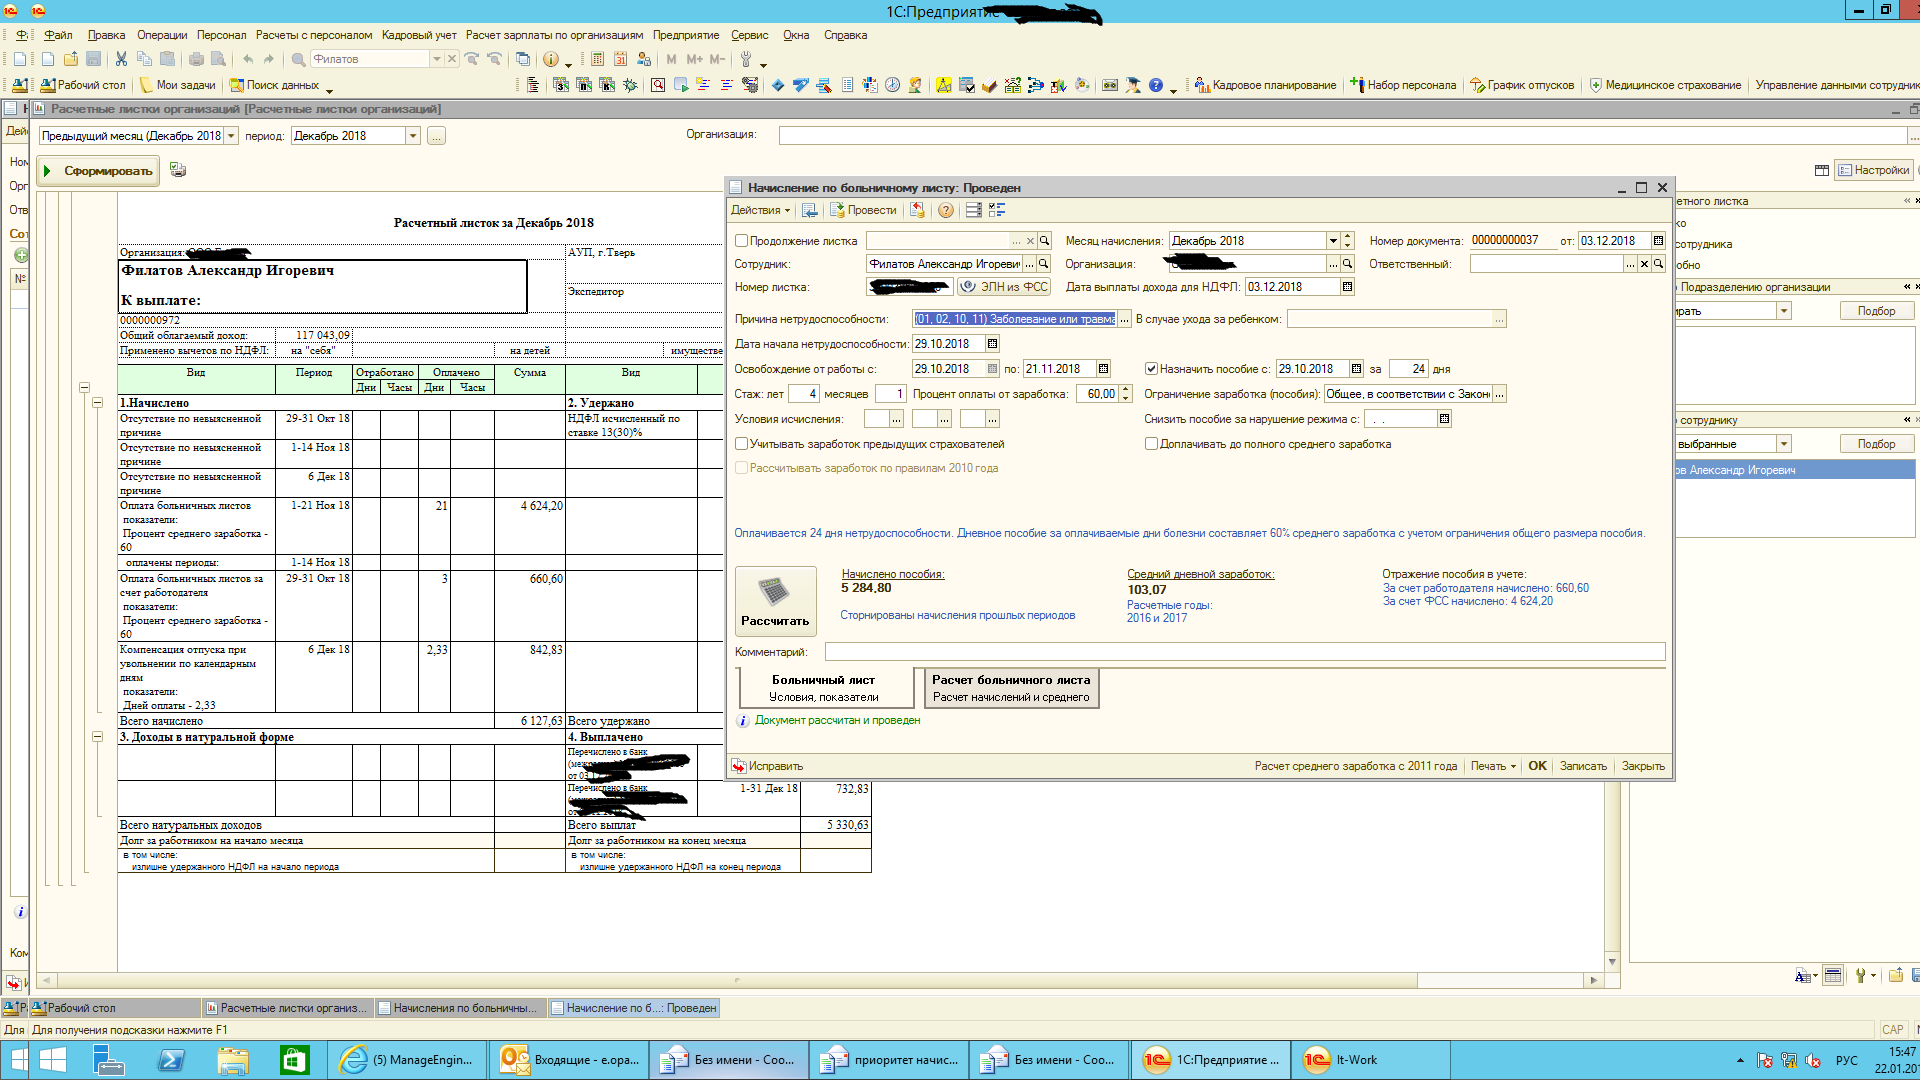 1С:Предприятие
Файл Правка Операции Персонал Расчеты с персоналом Кадровый учет Расчет зарплаты по организациям Предприятие Сервис Окна Справка
Филатов
M M+ M-
Рабочий стол Мои задачи Поиск данных Кадровое планирование Набор персонала График отпусков Медицинское страхование Управление данными сотрудник
Расчетные листки организаций [Расчетные листки организаций]
Предыдущий месяц (Декабрь 2018 период: Декабрь 2018 ... Организация:
Сформировать
Настройки
Расчетный листок за Декабрь 2018
Организация:
АУП, г.Тверь
Филатов Александр Игоревич
К выплате:
Экспедитор
0000000972
Общий облагаемый доход: 117 043,09
Применено вычетов по НДФЛ: на "себя" на детей имуществе
Вид Период Отработано Оплачено Сумма Вид
Дни Часы Дни Часы
1.Начислено 2. Удержано
Отсутствие по невыясненной причине 29-31 Окт 18 НДФЛ исчисленный по ставке 13(30)%
Отсутствие по невыясненной причине 1-14 Ноя 18
Отсутствие по невыясненной причине 6 Дек 18
Оплата больничных листов 1-21 Ноя 18 21 4 624,20
показатели:
Процент среднего заработка - 60
оплачены периоды: 1-14 Ноя 18
Оплата больничных листов за счет работодателя 29-31 Окт 18 3 660,60
показатели:
Процент среднего заработка - 60
Компенсация отпуска при увольнении по календарным дням 6 Дек 18 2,33 842,83
показатели:
Дней оплаты - 2,33
Всего начислено 6 127,63 Всего удержано
3. Доходы в натуральной форме 4. Выплачено
Перечислено в банк
Перечислено в банк 1-31 Дек 18 732,83
Всего натуральных доходов Всего выплат 5 330,63
Долг за работником на начало месяца Долг за работником на конец месяца
в том числе: в том числе:
излишне удержанного НДФЛ на начало периода излишне удержанного НДФЛ на конец периода
Начисление по больничному листу: Проведен
Действия Провести
Продолжение листка Месяц начисления: Декабрь 2018 Номер документа: 00000000037 от: 03.12.2018
Сотрудник: Филатов Александр Игореви Организация: Ответственный:
Номер листка: ЭЛН из ФСС Дата выплаты дохода для НДФЛ: 03.12.2018
Причина нетрудоспособности: (01, 02, 10, 11) Заболевание или травма В случае ухода за ребенком:
Дата начала нетрудоспособности: 29.10.2018
Освобождение от работы с: 29.10.2018 по: 21.11.2018 Назначить пособие с: 29.10.2018 за 24 дня
Стаж: лет 4 месяцев 1 Процент оплаты от заработка: 60,00 Ограничение заработка (пособия): Общее, в соответствии с Закон
Условия исчисления: Снизить пособие за нарушение режима с: . .
Учитывать заработок предыдущих страхователей Доплачивать до полного среднего заработка
Рассчитывать заработок по правилам 2010 года
Оплачивается 24 дня нетрудоспособности. Дневное пособие за оплачиваемые дни болезни составляет 60% среднего заработка с учетом ограничения общего размера пособия.
Рассчитать
Начислено пособия: Средний дневной заработок: Отражение пособия в учете:
5 284,80 103,07 За счет работодателя начислено: 660,60
За счет ФСС начислено: 4 624,20
Сторнированы начисления прошлых периодов Расчетные годы:
2016 и 2017
Комментарий:
Больничный лист Расчет больничного листа
Условия, показатели Расчет начислений и среднего
Документ рассчитан и проведен
Исправить Расчет среднего заработка с 2011 года Печать OK Записать Закрыть
етного листка
ко
сотрудника
обно
Подразделению организации
Подбор
сотруднику
выбранные Подбор
ов Александр Игоревич
Рабочий стол Расчетные листки организ... Начисления по больничны... Начисление по б...: Проведен
Для получения подсказки нажмите F1 CAP
(5) ManageEngin... Входящие - е.ора... Без имени - Соо... приоритет начис... Без имени - Соо... 1С:Предприятие ... It-Work РУС 15:47
22.01.20